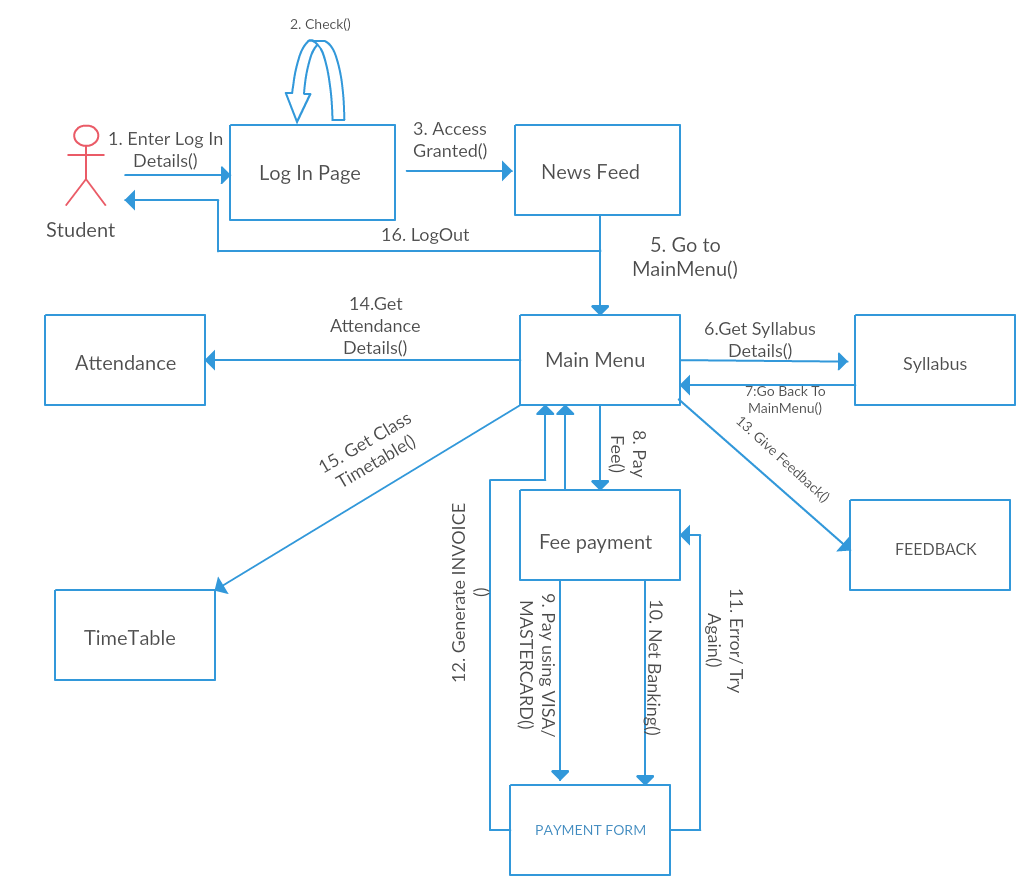 2. Check()
1. Enter Log In
Details()
3. Access
Granted()
Log In Page
News Feed
Student
16. LogOut
5. Go to
MainMenu()
14.Get
Attendance
Details()
6.Get Syllabus
Details()
Attendance
Main Menu
Syllabus
7:Go Back To
MainMenu()
15. Get Class
Timetable()
8. Pay
Fee()
13. Give Feedback()
Fee payment
FEEDBACK
12. Generate INVOICE
()
9. Pay using VISA/
MASTERCARD()
10. Net Banking()
11. Error/ Try
Again()
TimeTable
PAYMENT FORM